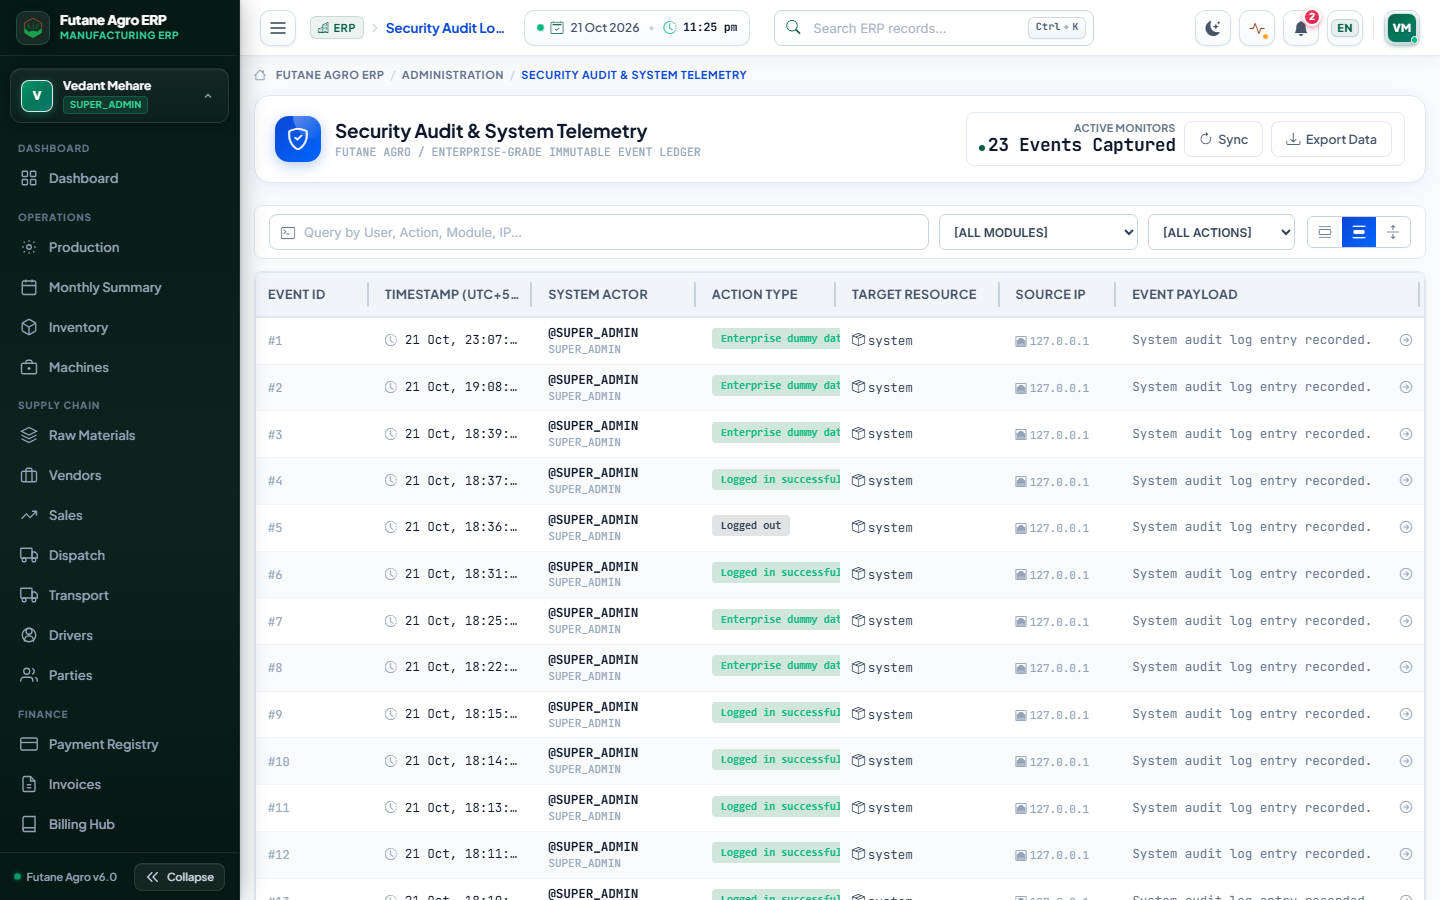 Futane Agro ERP
MANUFACTURING ERP
V
Vedant Mehare
SUPER_ADMIN
DASHBOARD
Dashboard
OPERATIONS
Production
Monthly Summary
Inventory
Machines
SUPPLY CHAIN
Raw Materials
Vendors
Sales
Dispatch
Transport
Drivers
Parties
FINANCE
Payment Registry
Invoices
Billing Hub
Futane Agro v6.0
Collapse
ERP
Security Audit Lo...
21 Oct 2026
11:25 pm
Search ERP records...
Ctrl + K
2
EN
VM
FUTANE AGRO ERP / ADMINISTRATION / SECURITY AUDIT & SYSTEM TELEMETRY
Security Audit & System Telemetry
FUTANE AGRO / ENTERPRISE-GRADE IMMUTABLE EVENT LEDGER
ACTIVE MONITORS
23 Events Captured
Sync
Export Data
Query by User, Action, Module, IP...
[ALL MODULES]
[ALL ACTIONS]
EVENT ID TIMESTAMP (UTC+5... SYSTEM ACTOR ACTION TYPE TARGET RESOURCE SOURCE IP EVENT PAYLOAD
#1 21 Oct, 23:07:... @SUPER_ADMIN SUPER_ADMIN Enterprise dummy dat system 127.0.0.1 System audit log entry recorded.
#2 21 Oct, 19:08:... @SUPER_ADMIN SUPER_ADMIN Enterprise dummy dat system 127.0.0.1 System audit log entry recorded.
#3 21 Oct, 18:39:... @SUPER_ADMIN SUPER_ADMIN Enterprise dummy dat system 127.0.0.1 System audit log entry recorded.
#4 21 Oct, 18:37:... @SUPER_ADMIN SUPER_ADMIN Logged in successful system 127.0.0.1 System audit log entry recorded.
#5 21 Oct, 18:36:... @SUPER_ADMIN SUPER_ADMIN Logged out system 127.0.0.1 System audit log entry recorded.
#6 21 Oct, 18:31:... @SUPER_ADMIN SUPER_ADMIN Logged in successful system 127.0.0.1 System audit log entry recorded.
#7 21 Oct, 18:25:... @SUPER_ADMIN SUPER_ADMIN Enterprise dummy dat system 127.0.0.1 System audit log entry recorded.
#8 21 Oct, 18:22:... @SUPER_ADMIN SUPER_ADMIN Enterprise dummy dat system 127.0.0.1 System audit log entry recorded.
#9 21 Oct, 18:15:... @SUPER_ADMIN SUPER_ADMIN Logged in successful system 127.0.0.1 System audit log entry recorded.
#10 21 Oct, 18:14:... @SUPER_ADMIN SUPER_ADMIN Logged in successful system 127.0.0.1 System audit log entry recorded.
#11 21 Oct, 18:13:... @SUPER_ADMIN SUPER_ADMIN Logged in successful system 127.0.0.1 System audit log entry recorded.
#12 21 Oct, 18:11:... @SUPER_ADMIN SUPER_ADMIN Logged in successful system 127.0.0.1 System audit log entry recorded.
@SUPER_ADMIN Logged in successful